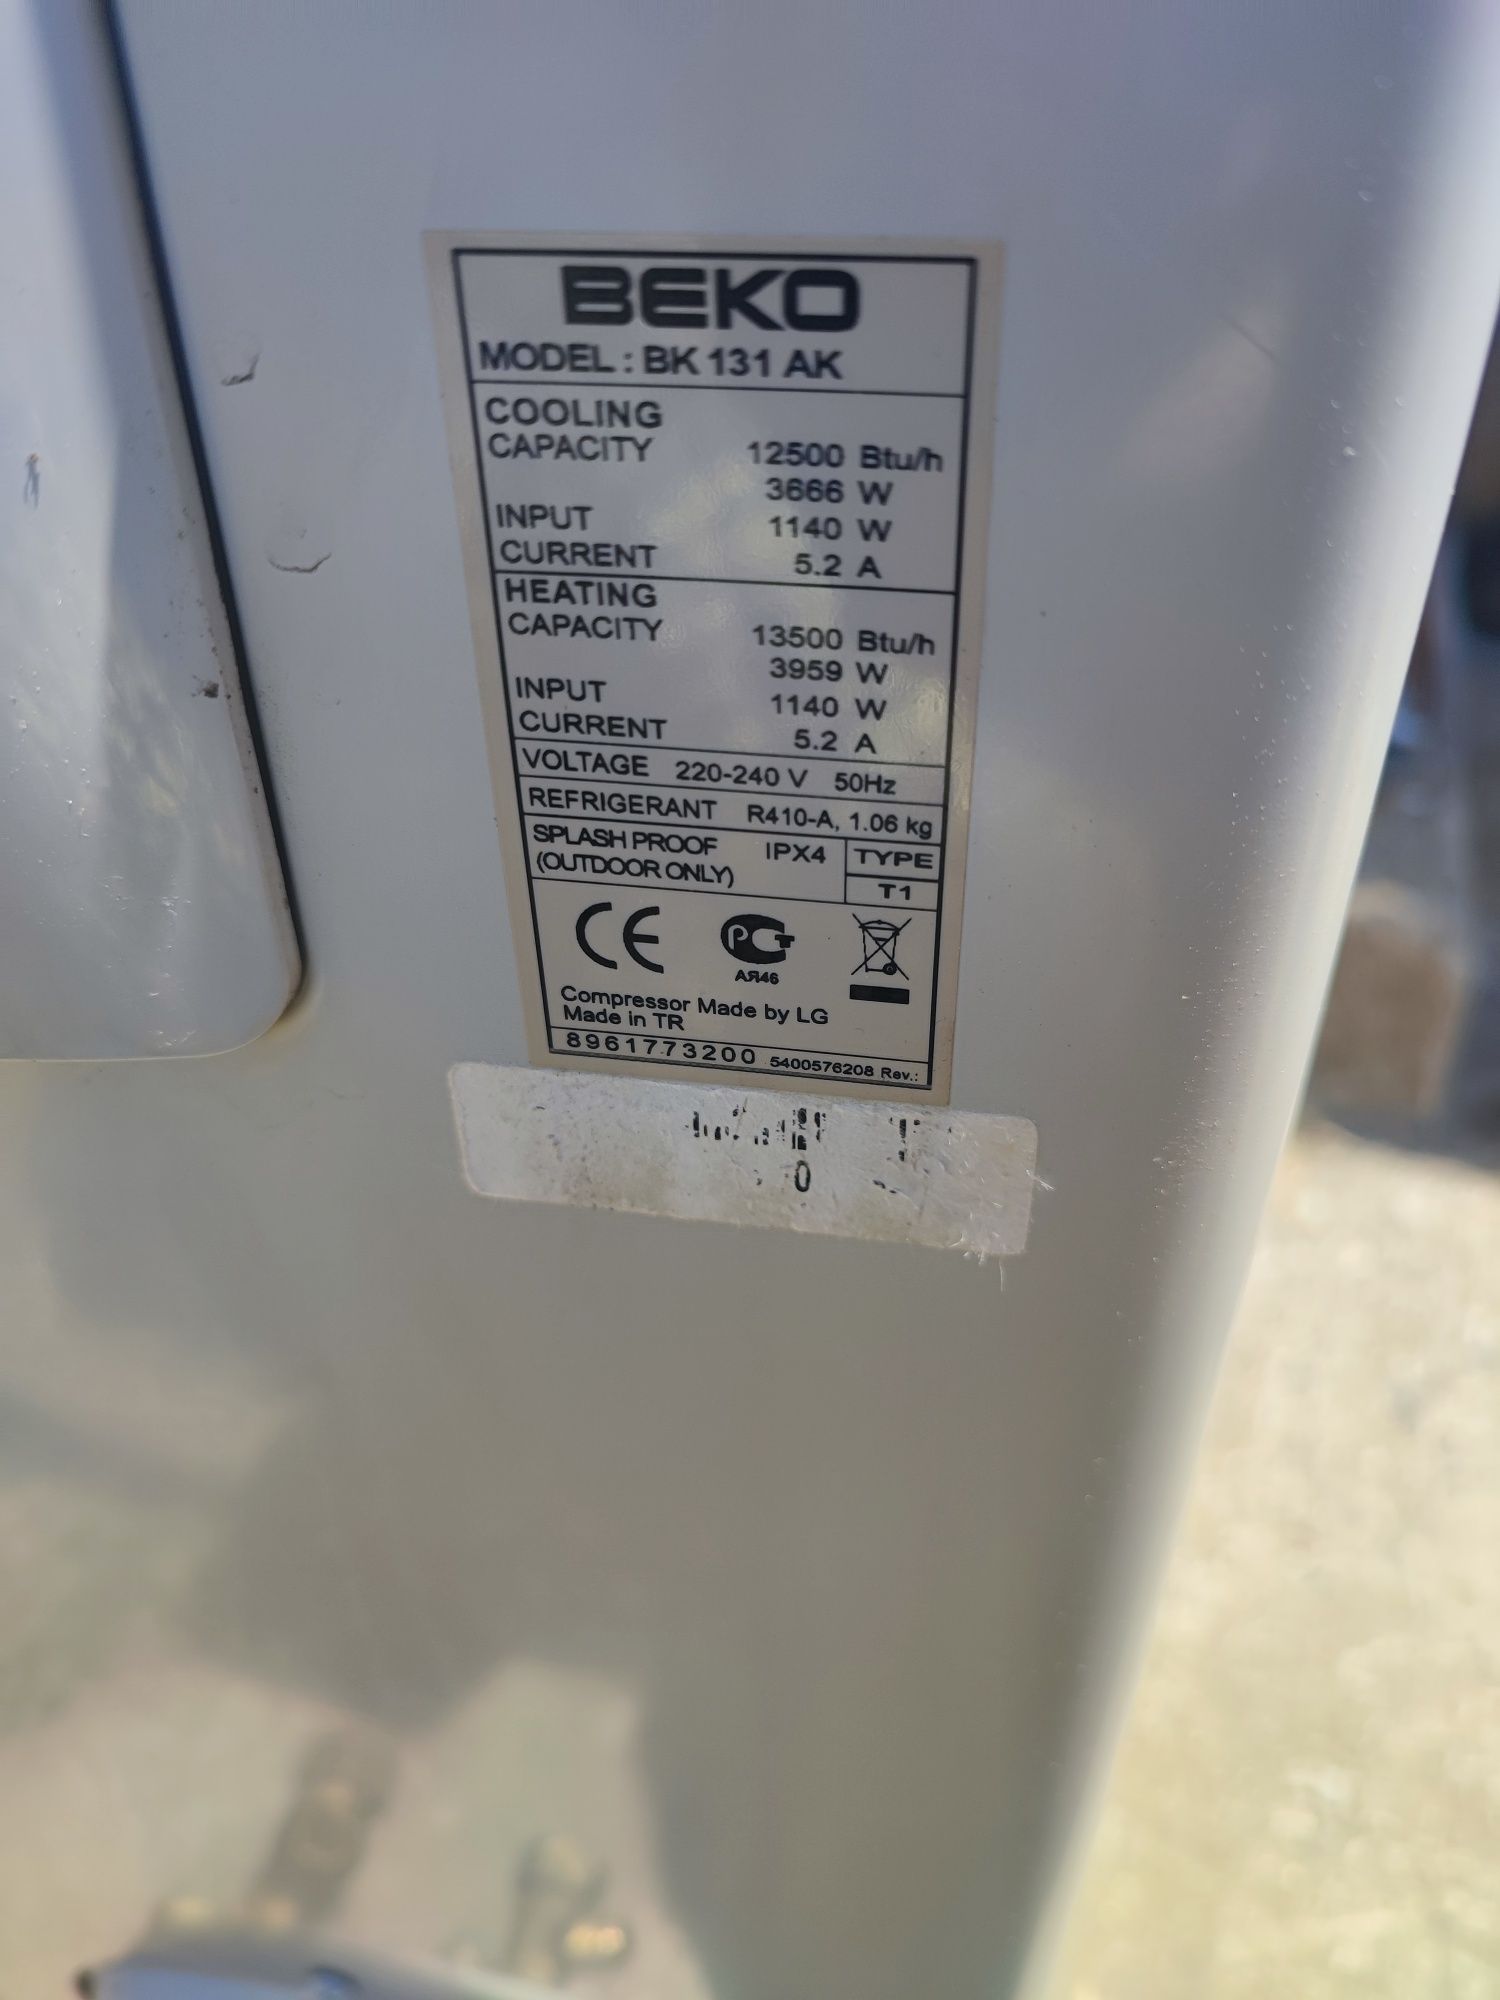 BEKO
MODEL : BK 131 AK
COOLING
CAPACITY 12500 Btu/h
3666 W
INPUT 1140 W
CURRENT 5.2 A
HEATING
CAPACITY 13500 Btu/h
3959 W
INPUT 1140 W
CURRENT 5.2 A
VOLTAGE 220-240 V 50Hz
REFRIGERANT R410-A, 1.06 kg
SPLASH PROOF IPX4 TYPE
(OUTDOOR ONLY) T1
CE PCT
АЯ46
Compressor Made by LG
Made in TR
8961773200 5400576208 Rev.:
0